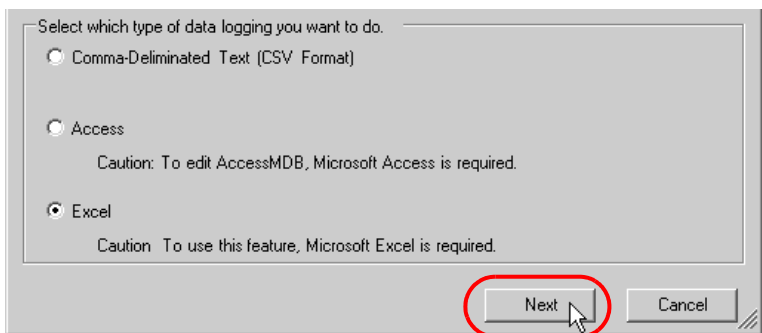 Select which type of data logging you want to do.
Comma-Deliminated Text (CSV Format)
Access
Caution: To edit AccessMDB, Microsoft Access is required.
Excel
Caution To use this feature, Microsoft Excel is required.
Next
Cancel